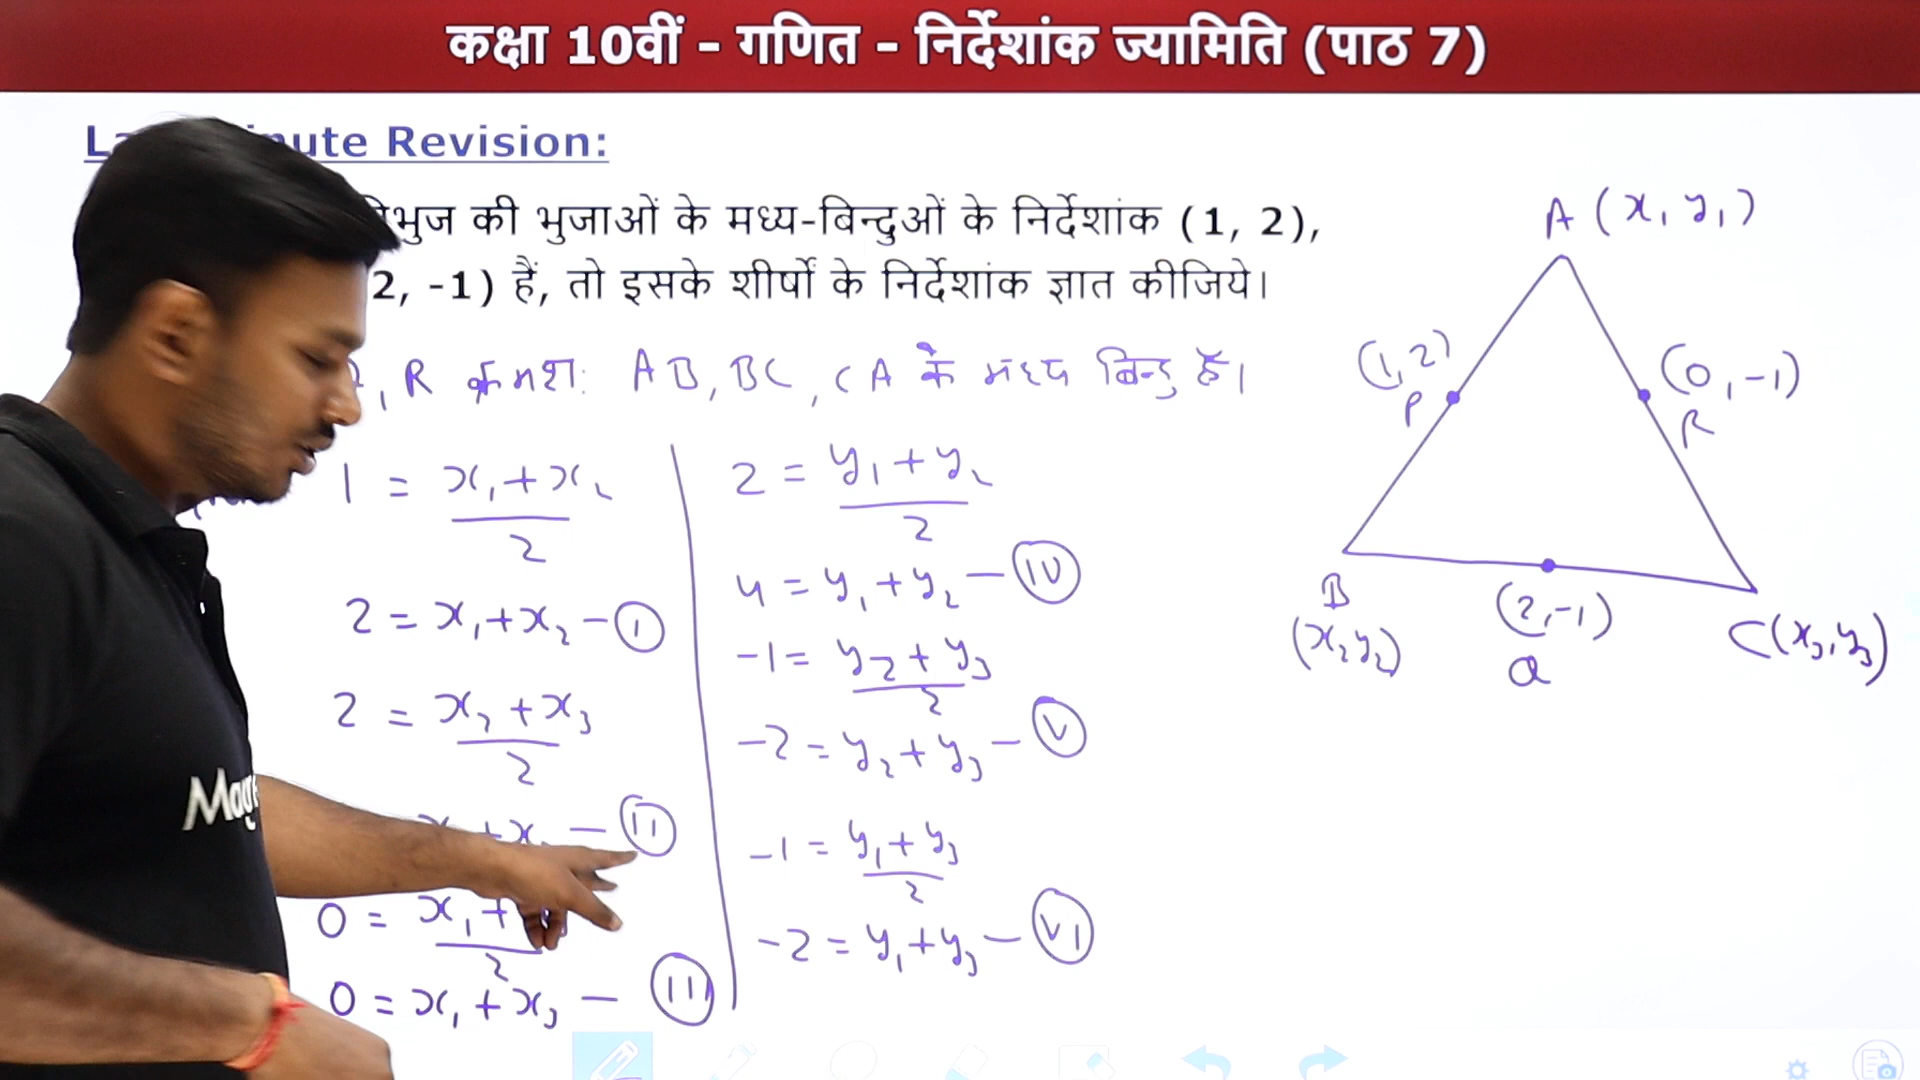 कक्षा 10वीं - गणित - निर्देशांक ज्यामिति (पाठ 7)
Revision:
की भुजाओं के मध्य-बिन्दुओं के निर्देशांक (1, 2),
2, -1) हैं, तो इसके शीर्षों के निर्देशांक ज्ञात कीजिये।
, R क्रमशः AB, BC, CA के मध्य बिन्दु हैं।
1 = x₁+x₂/2
2 = x₁+x₂ - (I)
2 = x₂+x₃/2
- (II)
0 = x₁+ /2
0 = x₁+x₃ - (III)
2 = y₁+y₂/2
4 = y₁+y₂ - (IV)
-1 = y₂+y₃/2
-2 = y₂+y₃ - (V)
-1 = y₁+y₃/2
-2 = y₁+y₃ - (VI)
A (x₁ y₁)
(1,2)
P
(0,-1)
R
B
(x₂ y₂)
(2,-1)
Q
C(x₃,y₃)